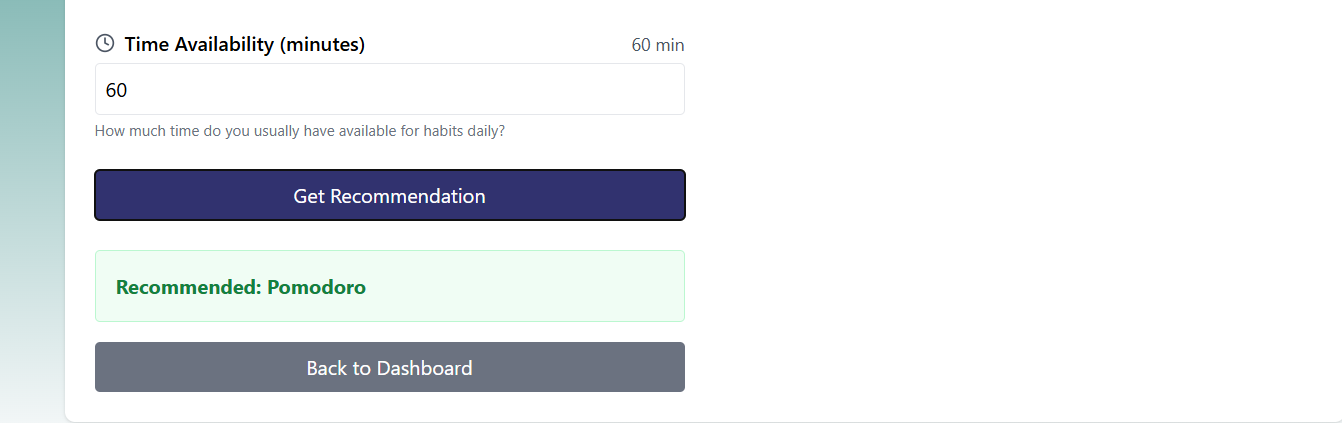 Time Availability (minutes) 60 min
60
How much time do you usually have available for habits daily?
Get Recommendation
Recommended: Pomodoro
Back to Dashboard